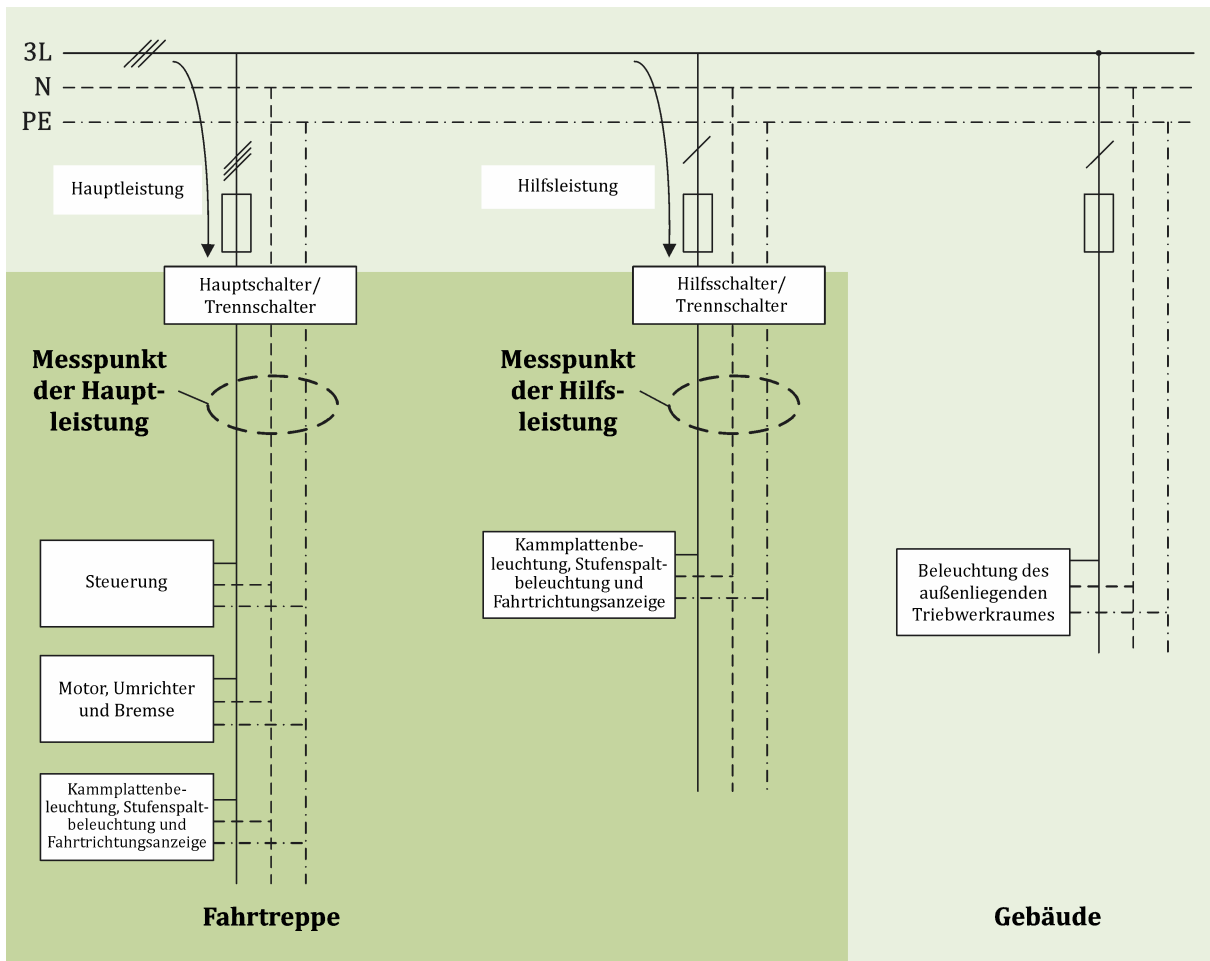 3L
N
PE
Hauptleistung
Hilfsleistung
Hauptschalter/
Trennschalter
Hilfsschalter/
Trennschalter
Messpunkt
der Haupt-
leistung
Messpunkt
der Hilfs-
leistung
Steuerung
Kammplattenbe-
leuchtung, Stufenspalt-
beleuchtung und
Fahrtrichtungsanzeige
Beleuchtung des
außenliegenden
Triebwerkraumes
Motor, Umrichter
und Bremse
Kammplattenbe-
leuchtung, Stufenspalt-
beleuchtung und
Fahrtrichtungsanzeige
Fahrtreppe
Gebäude